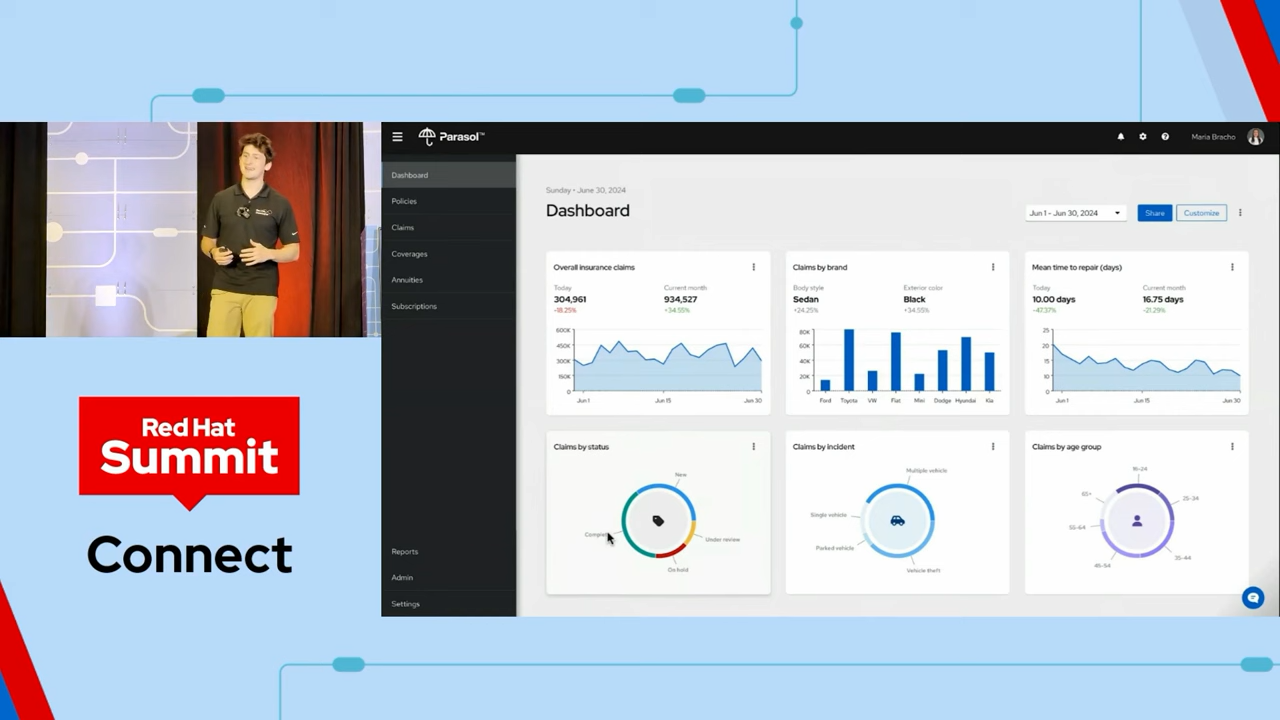 Red Hat
Summit
Connect
Parasol™
Maria Bracho
Dashboard
Policies
Claims
Coverages
Annuities
Subscriptions
Reports
Admin
Settings
Sunday • June 30, 2024
Dashboard
Jun 1 - Jun 30, 2024
Share
Customize
Overall insurance claims
Today
Current month
304,961
934,527
-18.25%
+34.55%
600K
450K
300K
150K
0
Jun 1
Jun 15
Jun 30
Claims by brand
Body style
Exterior color
Sedan
Black
+24.25%
+34.55%
80K
60K
40K
20K
0
Ford
Toyota
VW
Fiat
Mini
Dodge
Hyundai
Kia
Mean time to repair (days)
Today
Current month
10.00 days
16.75 days
-47.37%
-21.29%
25
20
15
10
0
Jun 1
Jun 15
Jun 30
Claims by status
New
Under review
On hold
Claims by incident
Multiple vehicle
Single vehicle
Parked vehicle
Vehicle theft
Claims by age group
16-24
25-34
35-44
45-54
55-64
65+